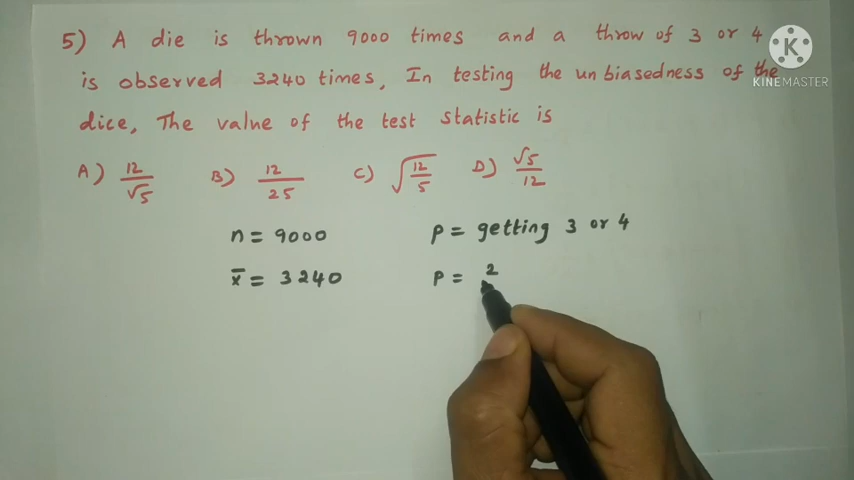 5) A die is thrown 9000 times and a throw of 3 or 4
is observed 3240 times, In testing the unbiasedness of the
dice, The value of the test statistic is
A) 12/√5 B) 12/25 C) √(12/5) D) √5/12
n = 9000 P = getting 3 or 4
x̄ = 3240 P = 2
K
KINEMASTER